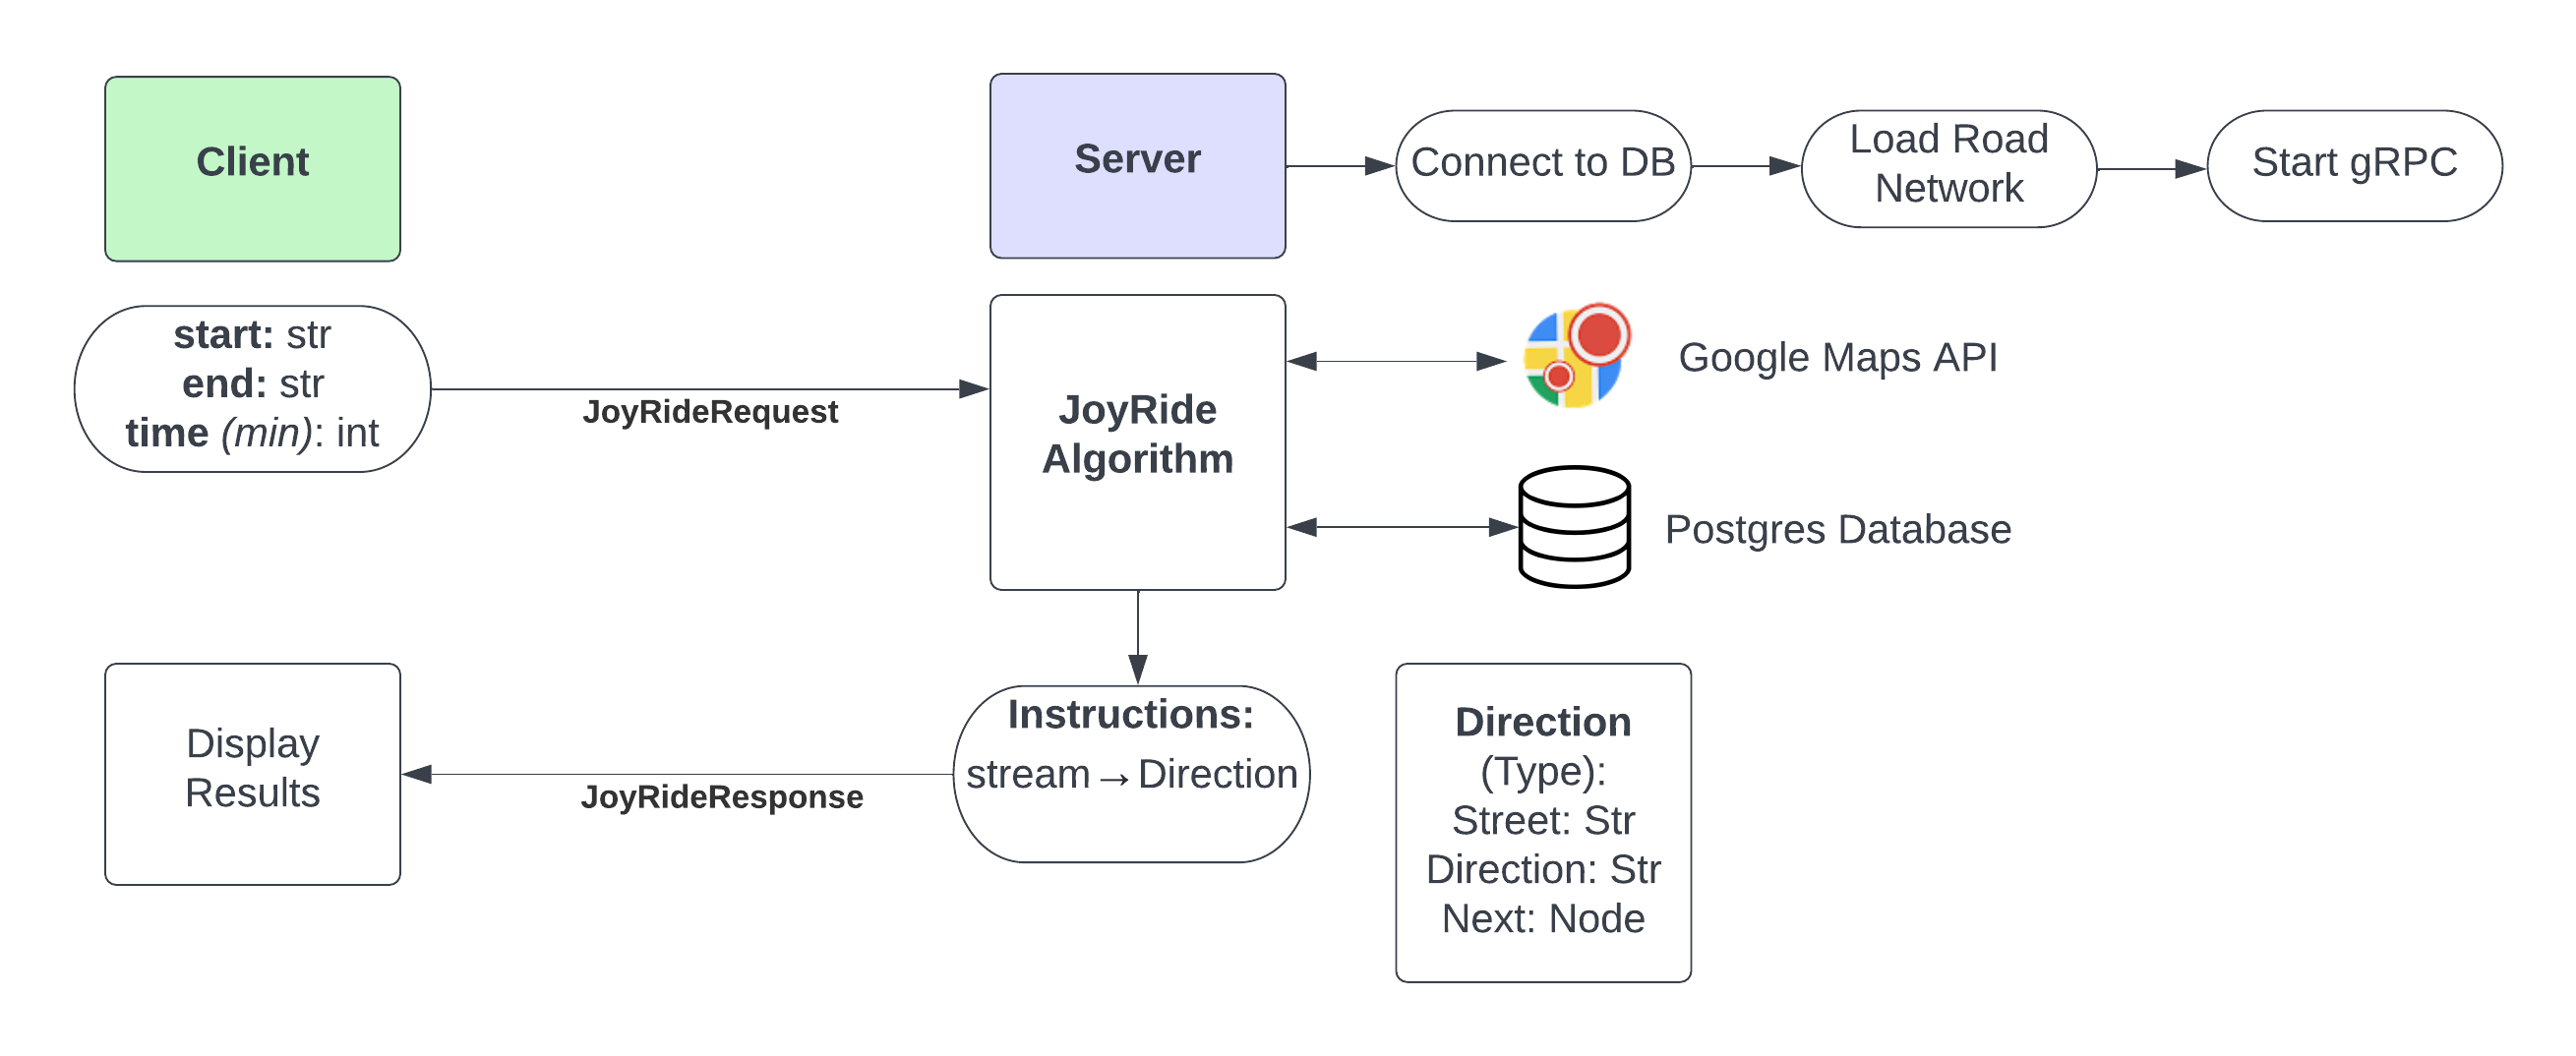 Client
Server
Connect to DB
Load Road
Network
Start gRPC
start: str
end: str
time (min): int
JoyRideRequest
JoyRide
Algorithm
Google Maps API
Postgres Database
Display
Results
JoyRideResponse
Instructions:
stream→Direction
Direction
(Type):
Street: Str
Direction: Str
Next: Node